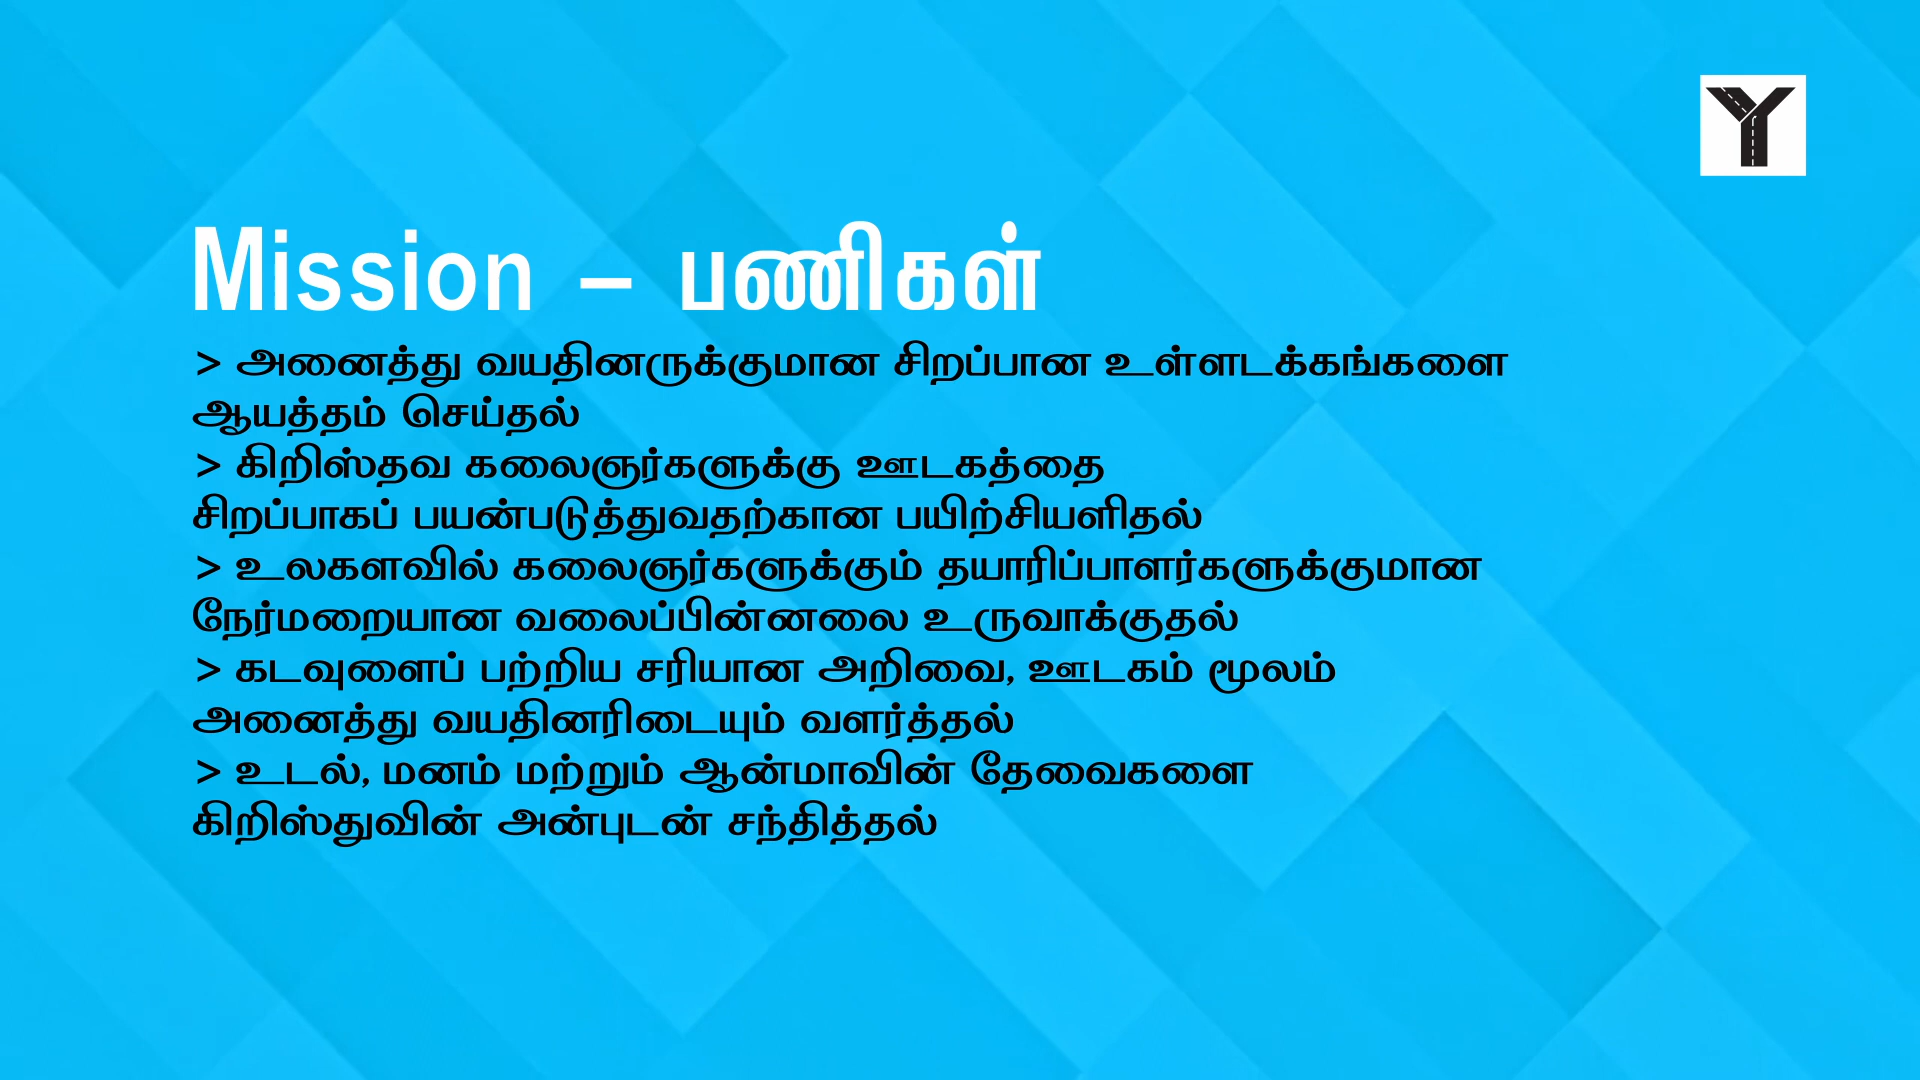 Mission – பணிகள்
> அனைத்து வயதினருக்குமான சிறப்பான உள்ளடக்கங்களை
ஆயத்தம் செய்தல்
> கிறிஸ்தவ கலைஞர்களுக்கு ஊடகத்தை
சிறப்பாகப் பயன்படுத்துவதற்கான பயிற்சியளிதல்
> உலகளவில் கலைஞர்களுக்கும் தயாரிப்பாளர்களுக்குமான
நேர்மறையான வலைப்பின்னலை உருவாக்குதல்
> கடவுளைப் பற்றிய சரியான அறிவை, ஊடகம் மூலம்
அனைத்து வயதினரிடையும் வளர்த்தல்
> உடல், மனம் மற்றும் ஆன்மாவின் தேவைகளை
கிறிஸ்துவின் அன்புடன் சந்தித்தல்